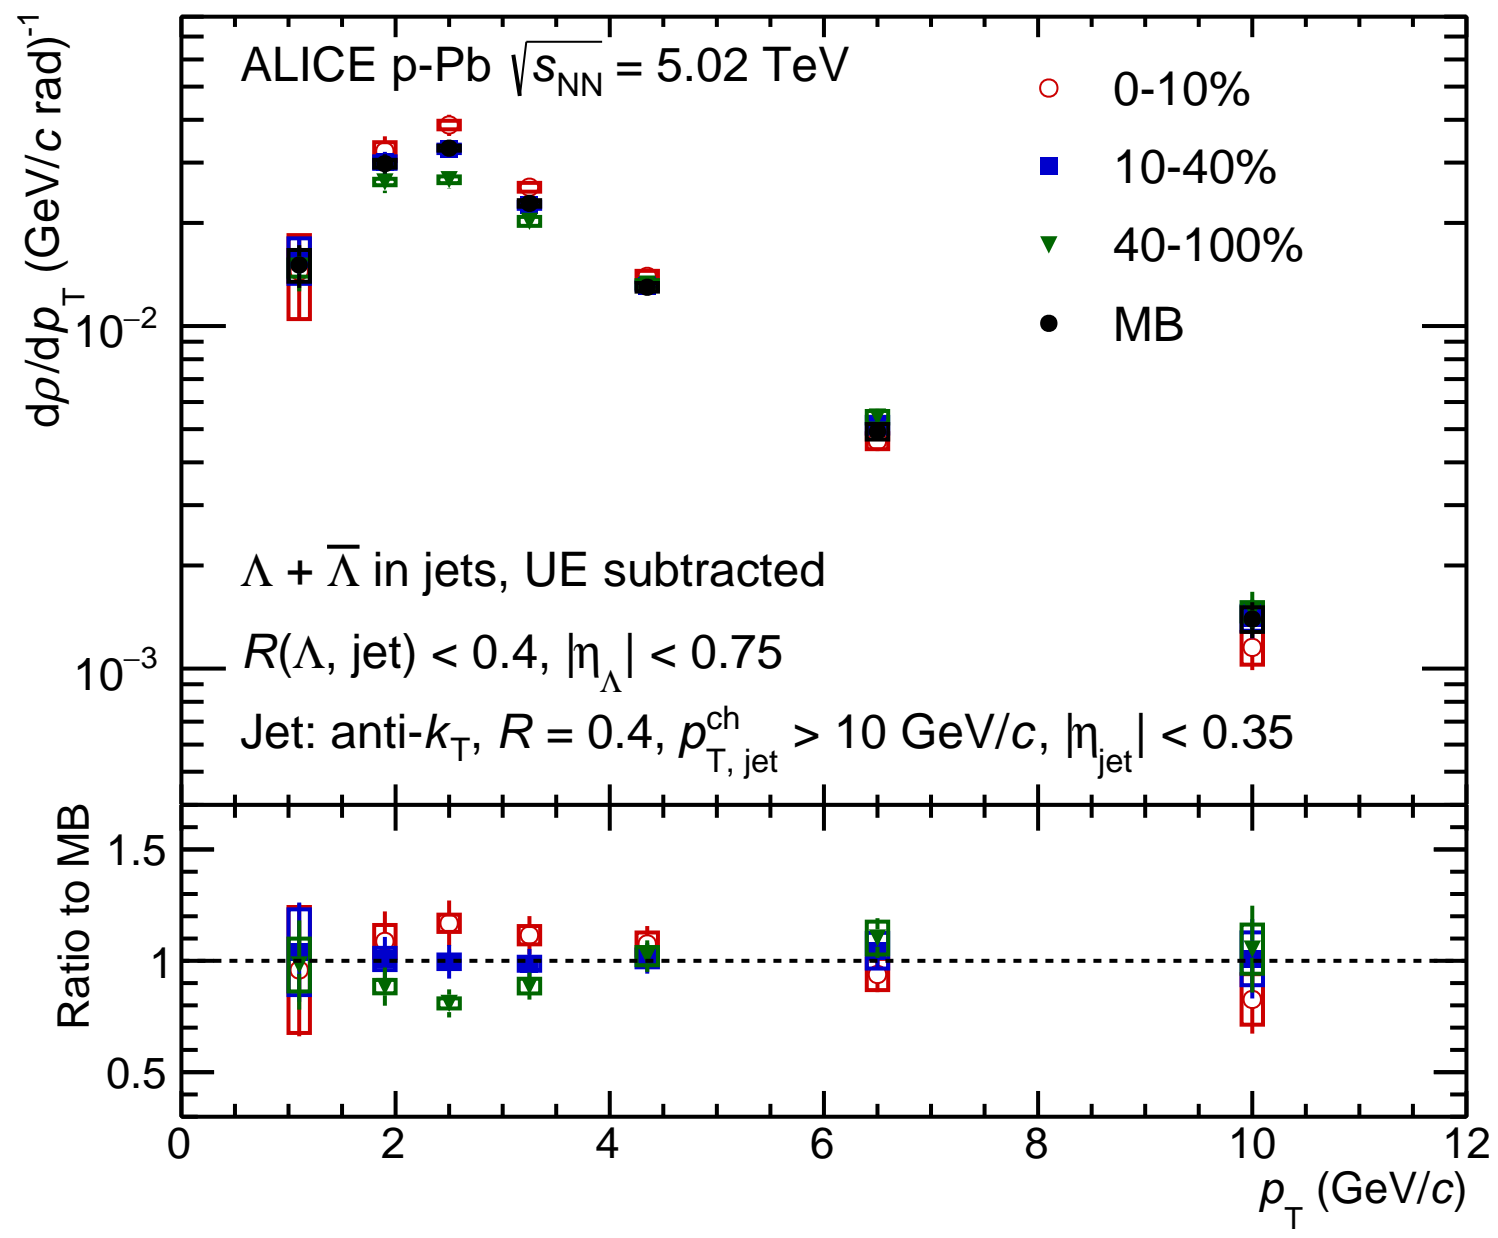 ALICE p-Pb √sNN = 5.02 TeV
0-10%
10-40%
40-100%
MB
dρ/dpT (GeV/c rad)-1
10−2
10−3
Λ + Λ̅ in jets, UE subtracted
R(Λ, jet) < 0.4, |ηΛ| < 0.75
Jet: anti-kT, R = 0.4, pchT, jet > 10 GeV/c, |ηjet| < 0.35
Ratio to MB
1.5
1
0.5
0 2 4 6 8 10 12
pT (GeV/c)